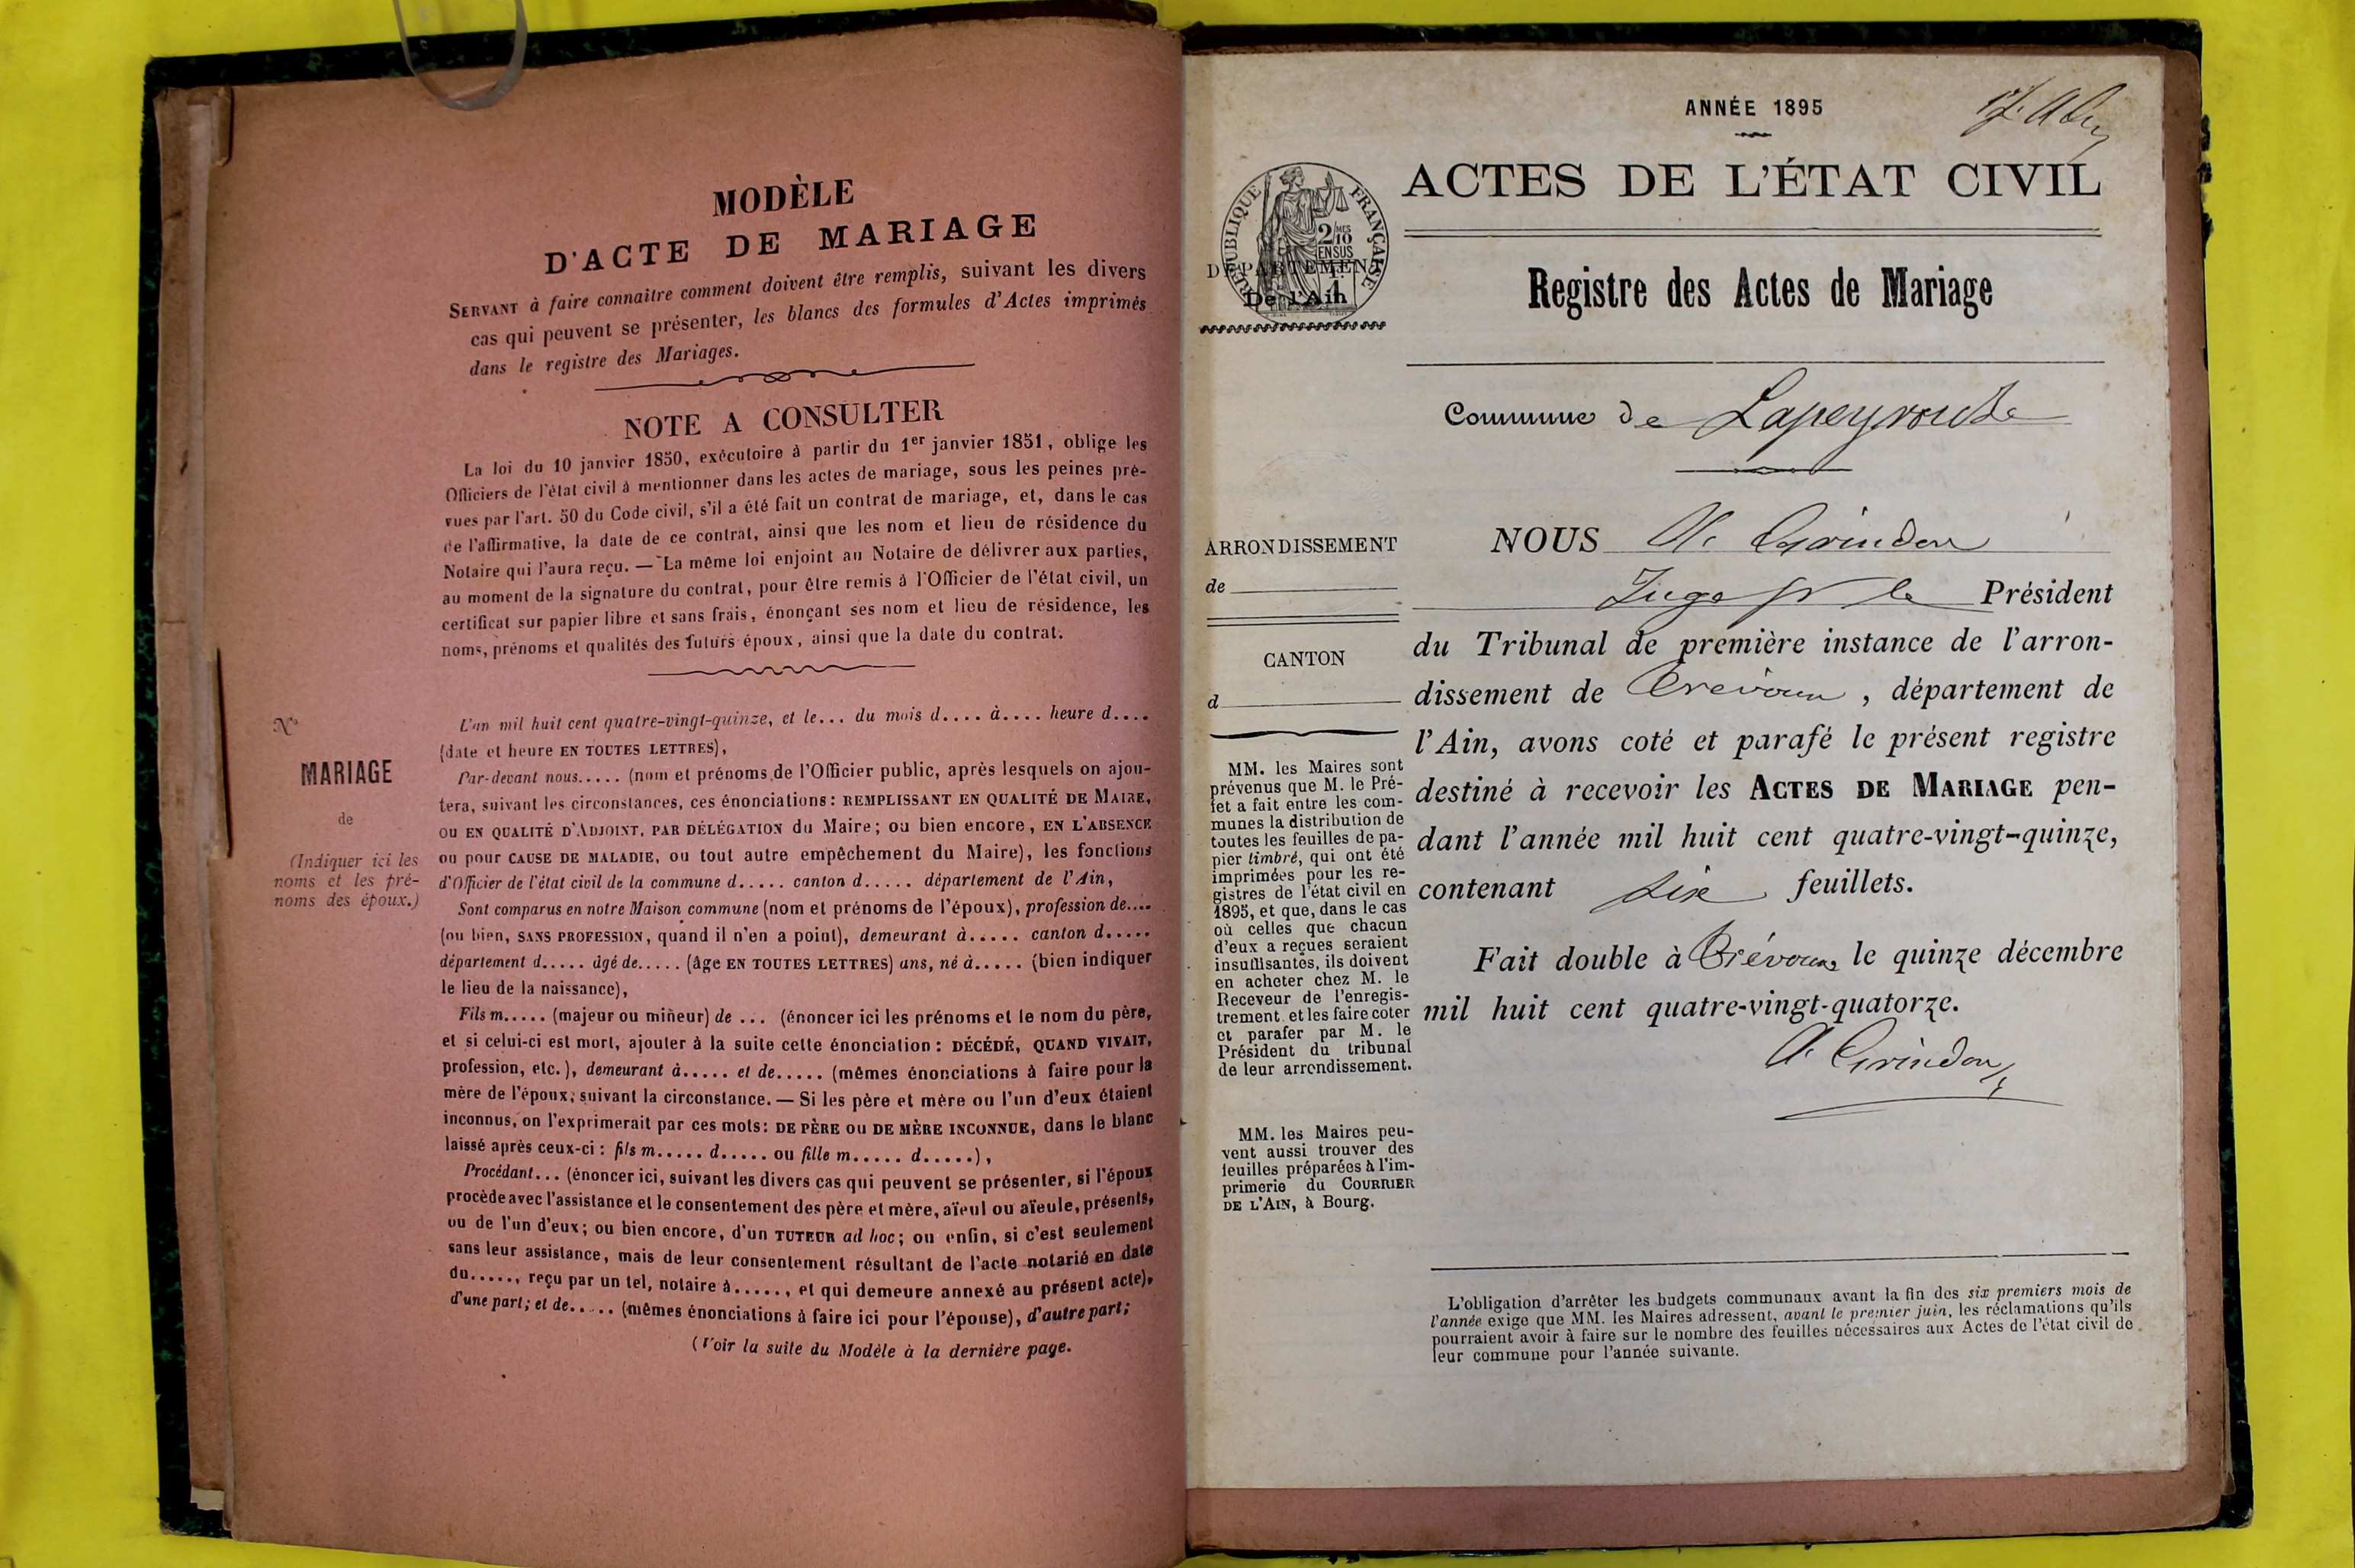 MODÈLE
D'ACTE DE MARIAGE
SERVANT à faire connaître comment doivent être remplis, suivant les divers
cas qui peuvent se présenter, les blancs des formules d'Actes imprimés
dans le registre des Mariages.
NOTE A CONSULTER
La loi du 10 janvier 1850, exécutoire à partir du 1er janvier 1851, oblige les
Officiers de l'état civil à mentionner dans les actes de mariage, sous les peines pré-
vues par l'art. 50 du Code civil, s'il a été fait un contrat de mariage, et, dans le cas
de l'affirmative, la date de ce contrat, ainsi que les nom et lieu de résidence du
Notaire qui l'aura reçu. — La même loi enjoint au Notaire de délivrer aux parties,
au moment de la signature du contrat, pour être remis à l'Officier de l'état civil, un
certificat sur papier libre et sans frais, énonçant ses nom et lieu de résidence, les
noms, prénoms et qualités des futurs époux, ainsi que la date du contrat.
N°
MARIAGE
de
(Indiquer ici les
noms et les pré-
noms des époux.)
L'an mil huit cent quatre-vingt-quinze, et le... du mois d.... à.... heure d....
(date et heure EN TOUTES LETTRES),
Par-devant nous..... (nom et prénoms de l'Officier public, après lesquels on ajou-
tera, suivant les circonstances, ces énonciations: REMPLISSANT EN QUALITÉ DE MAIRE,
OU EN QUALITÉ D'ADJOINT, PAR DÉLÉGATION du Maire; ou bien encore, EN L'ABSENCE
ou pour CAUSE DE MALADIE, ou tout autre empêchement du Maire), les fonctions
d'Officier de l'état civil de la commune d..... canton d..... département de l'Ain,
Sont comparus en notre Maison commune (nom et prénoms de l'époux), profession de....
(ou bien, SANS PROFESSION, quand il n'en a point), demeurant à..... canton d.....
département d..... âgé de..... (âge EN TOUTES LETTRES) ans, né à..... (bien indiquer
le lieu de la naissance),
Fils m..... (majeur ou mineur) de ... (énoncer ici les prénoms et le nom du père,
et si celui-ci est mort, ajouter à la suite cette énonciation: DÉCÉDÉ, QUAND VIVAIT,
profession, etc.), demeurant à..... et de..... (mêmes énonciations à faire pour la
mère de l'époux, suivant la circonstance. — Si les père et mère ou l'un d'eux étaient
inconnus, on l'exprimerait par ces mots: DE PÈRE OU DE MÈRE INCONNUE, dans le blanc
laissé après ceux-ci: fils m..... d..... ou fille m..... d.....),
Procédant... (énoncer ici, suivant les divers cas qui peuvent se présenter, si l'époux
procède avec l'assistance et le consentement des père et mère, aïeul ou aïeule, présents,
ou de l'un d'eux; ou bien encore, d'un TUTEUR ad hoc; ou enfin, si c'est seulement
sans leur assistance, mais de leur consentement résultant de l'acte notarié en date
du....., reçu par un tel, notaire à....., et qui demeure annexé au présent acte),
d'une part; et de..... (mêmes énonciations à faire ici pour l'épouse), d'autre part;
(Voir la suite du Modèle à la dernière page.
ANNÉE 1895
ACTES DE L'ÉTAT CIVIL
RÉPUBLIQUE FRANÇAISE
2/10
EN SUS
DÉPARTEMENT
De l'Ain
Registre des Actes de Mariage
Commune de Lapeyrouse
NOUS A. Grindon
Juge pr le Président
du Tribunal de première instance de l'arron-
dissement de Trévoux, département de
l'Ain, avons coté et parafé le présent registre
destiné à recevoir les ACTES DE MARIAGE pen-
dant l'année mil huit cent quatre-vingt-quinze,
contenant six feuillets.
Fait double à Trévoux, le quinze décembre
mil huit cent quatre-vingt-quatorze.
A. Grindon
ARRONDISSEMENT
de
CANTON
d
MM. les Maires sont
prévenus que M. le Pré-
fet a fait entre les com-
munes la distribution de
toutes les feuilles de pa-
pier timbré, qui ont été
imprimées pour les re-
gistres de l'état civil en
1895, et que, dans le cas
où celles que chacun
d'eux a reçues seraient
insuffisantes, ils doivent
en acheter chez M. le
Receveur de l'enregis-
trement et les faire coter
et parafer par M. le
Président du tribunal
de leur arrondissement.
MM. les Maires peu-
vent aussi trouver des
feuilles préparées à l'im-
primerie du COURRIER
DE L'AIN, à Bourg.
L'obligation d'arrêter les budgets communaux avant la fin des six premiers mois de
l'année exige que MM. les Maires adressent, avant le premier juin, les réclamations qu'ils
pourraient avoir à faire sur le nombre des feuilles nécessaires aux Actes de l'état civil de
leur commune pour l'année suivante.